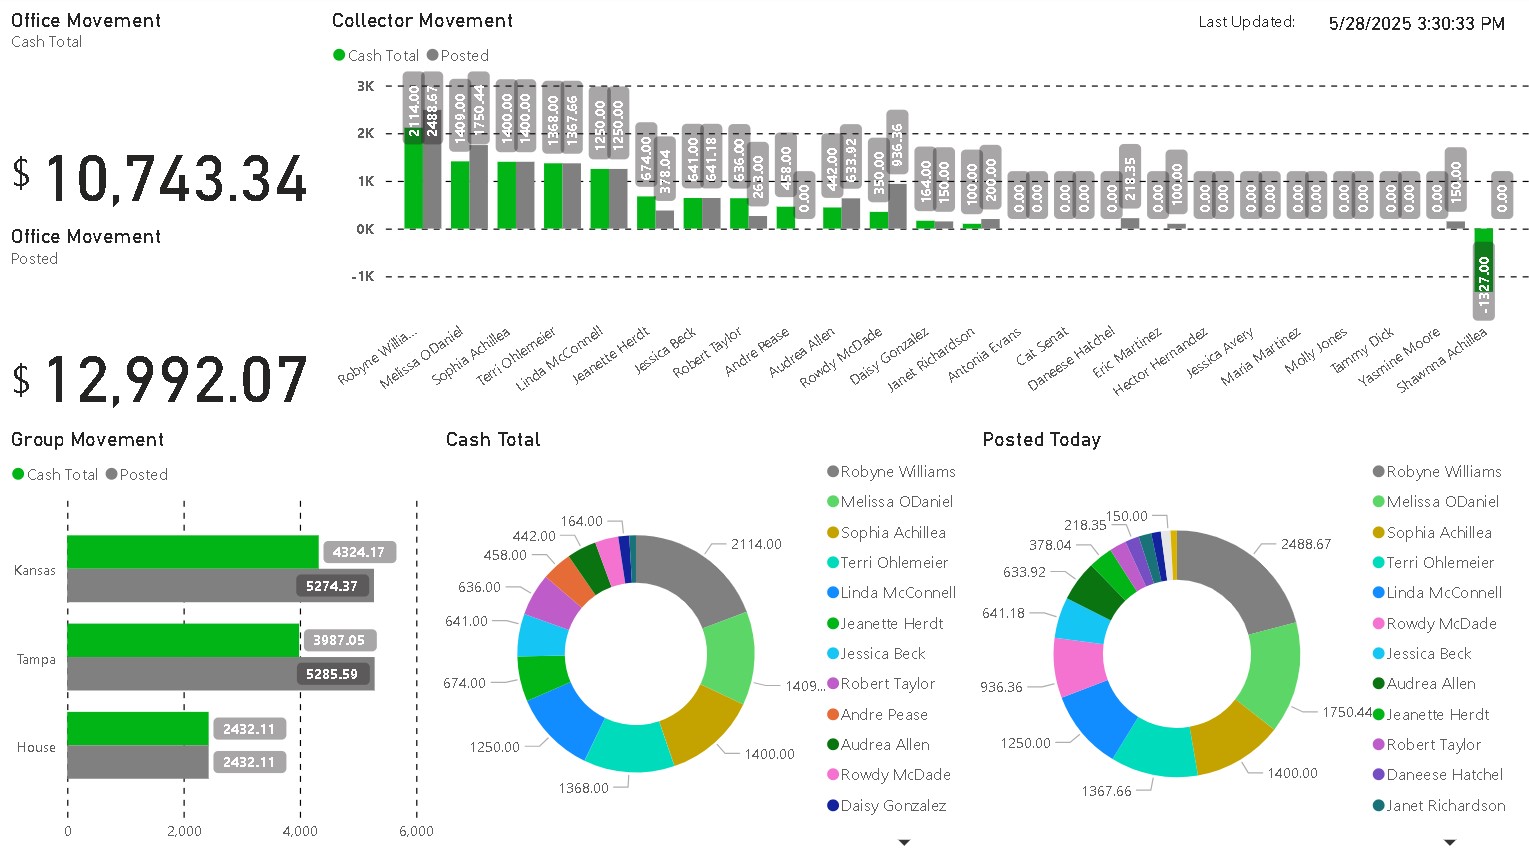 Office Movement
Cash Total
$ 10,743.34
Office Movement
Posted
$ 12,992.07
Collector Movement
Last Updated: 5/28/2025 3:30:33 PM
Cash Total Posted
3K
2K
1K
0K
-1K
2114.00 2488.67 1409.00 1750.44 1400.00 1400.00 1368.00 1367.66 1250.00 1250.00 674.00 378.04 641.00 641.18 636.00 263.00 458.00 0.00 442.00 633.92 350.00 936.36 164.00 150.00 100.00 200.00 0.00 0.00 0.00 0.00 0.00 218.35 0.00 100.00 0.00 0.00 0.00 0.00 0.00 0.00 0.00 0.00 0.00 0.00 0.00 150.00 -1327.00 0.00
Robyne Willia...
Melissa ODaniel
Sophia Achillea
Terri Ohlemeier
Linda McConnell
Jeanette Herdt
Jessica Beck
Robert Taylor
Andre Pease
Audrea Allen
Rowdy McDade
Daisy Gonzalez
Janet Richardson
Antonia Evans
Cat Senat
Daneese Hatchel
Eric Martinez
Hector Hernandez
Jessica Avery
Maria Martinez
Molly Jones
Tammy Dick
Yasmine Moore
Shawnna Achillea
Group Movement
Cash Total Posted
Kansas
4324.17
5274.37
Tampa
3987.05
5285.59
House
2432.11
2432.11
0 2,000 4,000 6,000
Cash Total
2114.00
1409...
1400.00
1368.00
1250.00
674.00
641.00
636.00
458.00
442.00
164.00
Robyne Williams
Melissa ODaniel
Sophia Achillea
Terri Ohlemeier
Linda McConnell
Jeanette Herdt
Jessica Beck
Robert Taylor
Andre Pease
Audrea Allen
Rowdy McDade
Daisy Gonzalez
Posted Today
2488.67
1750.44
1400.00
1367.66
1250.00
936.36
641.18
633.92
378.04
218.35
150.00
Robyne Williams
Melissa ODaniel
Sophia Achillea
Terri Ohlemeier
Linda McConnell
Rowdy McDade
Jessica Beck
Audrea Allen
Jeanette Herdt
Robert Taylor
Daneese Hatchel
Janet Richardson